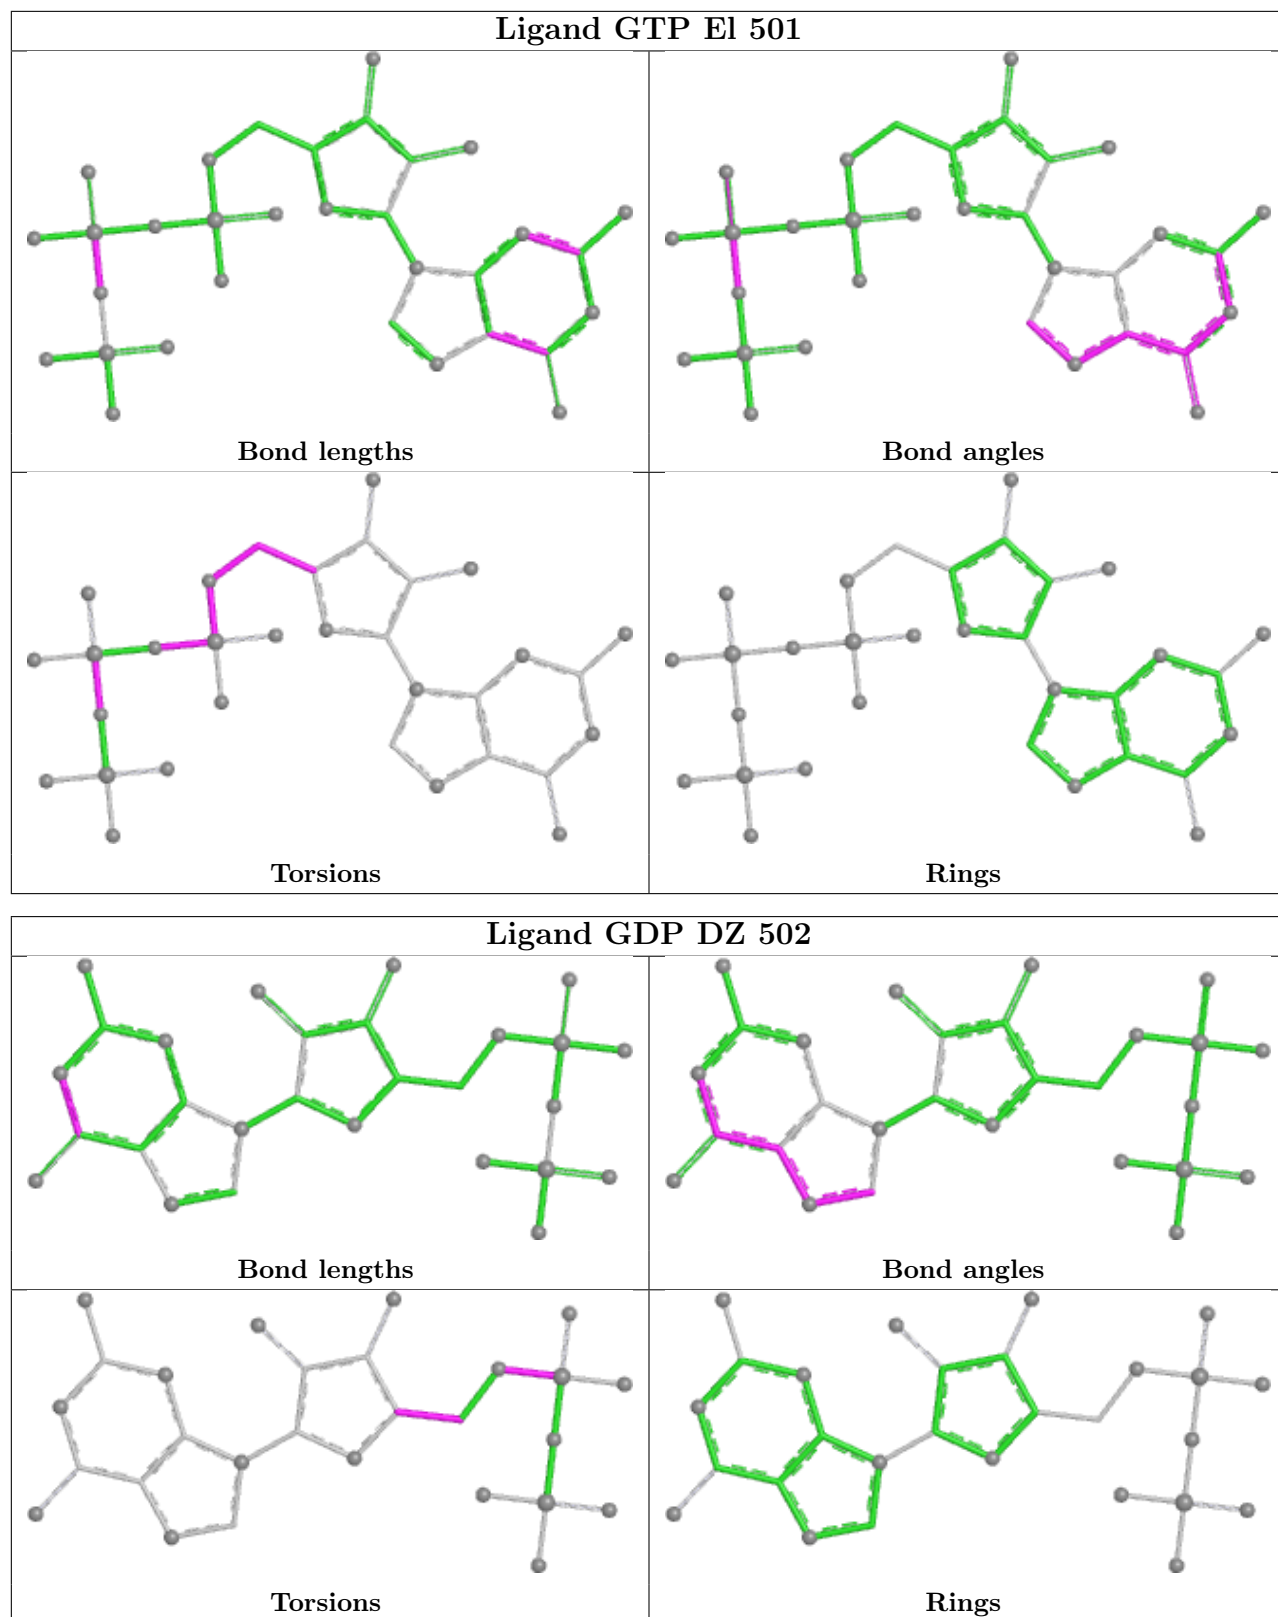 Ligand GTP El 501
Bond lengths
Bond angles
Torsions
Rings
Ligand GDP DZ 502
Bond lengths
Bond angles
Torsions
Rings